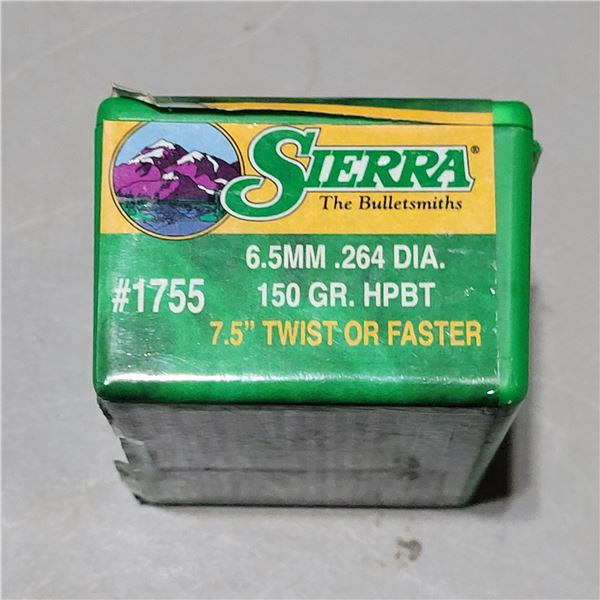 SIERRA®
The Bulletsmiths
6.5MM .264 DIA.
#1755 150 GR. HPBT
7.5" TWIST OR FASTER